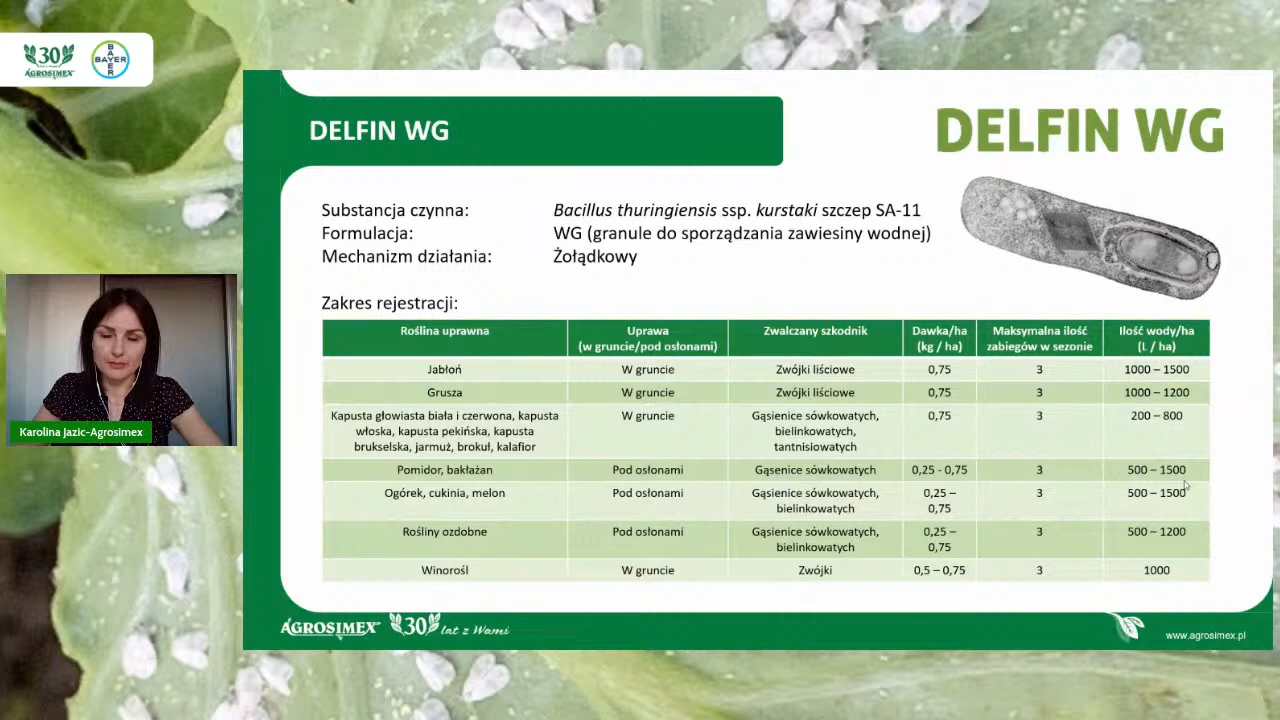 30
AGROSIMEX
BAYER
BAYER
DELFIN WG
DELFIN WG
Substancja czynna: Bacillus thuringiensis ssp. kurstaki szczep SA-11
Formulacja: WG (granule do sporządzania zawiesiny wodnej)
Mechanizm działania: Żołądkowy
Zakres rejestracji:
Roślina uprawna
Uprawa
(w gruncie/pod osłonami)
Zwalczany szkodnik
Dawka/ha
(kg / ha)
Maksymalna ilość
zabiegów w sezonie
Ilość wody/ha
(L / ha)
Jabłoń W gruncie Zwójki liściowe 0,75 3 1000 – 1500
Grusza W gruncie Zwójki liściowe 0,75 3 1000 – 1200
Kapusta głowiasta biała i czerwona, kapusta
włoska, kapusta pekińska, kapusta
brukselska, jarmuż, brokuł, kalafior
W gruncie
Gąsienice sówkowatych,
bielinkowatych,
tantnisiowatych
0,75 3 200 – 800
Pomidor, bakłażan Pod osłonami Gąsenice sówkowatych 0,25 - 0,75 3 500 – 1500
Ogórek, cukinia, melon Pod osłonami
Gąsienice sówkowatych,
bielinkowatych
0,25 –
0,75
3 500 – 1500
Rośliny ozdobne Pod osłonami
Gąsienice sówkowatych,
bielinkowatych
0,25 –
0,75
3 500 – 1200
Winorośl W gruncie Zwójki 0,5 – 0,75 3 1000
Karolina Jazic-Agrosimex
AGROSIMEX 30 lat z Wami
www.agrosimex.pl